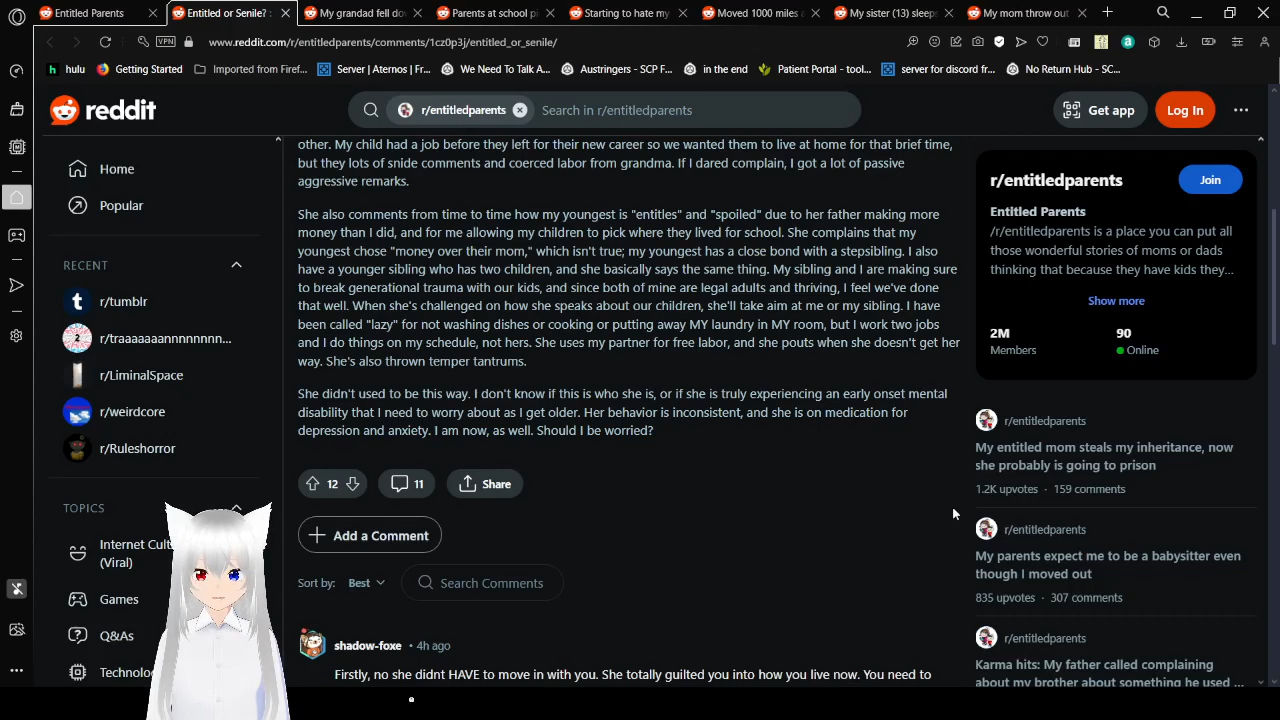 Entitled Parents
Entitled or Senile? :
My grandad fell dov
Parents at school pi
Starting to hate my
Moved 1000 miles a
My sister (13) sleeps
My mom throw out
VPN
www.reddit.com/r/entitledparents/comments/1cz0p3j/entitled_or_senile/
hulu
Getting Started
Imported from Firef...
Server | Aternos | Fr...
We Need To Talk A...
Austringers - SCP F...
in the end
Patient Portal - tool...
server for discord fr...
No Return Hub - SC...
reddit
r/entitledparents
Search in r/entitledparents
Get app
Log In
Home
Popular
RECENT
r/tumblr
r/traaaaaaannnnnnnn...
r/LiminalSpace
r/weirdcore
r/Ruleshorror
TOPICS
Internet Cult
(Viral)
Games
Q&As
Technolo
other. My child had a job before they left for their new career so we wanted them to live at home for that brief time,
but they lots of snide comments and coerced labor from grandma. If I dared complain, I got a lot of passive
aggressive remarks.
She also comments from time to time how my youngest is "entitles" and "spoiled" due to her father making more
money than I did, and for me allowing my children to pick where they lived for school. She complains that my
youngest chose "money over their mom," which isn't true; my youngest has a close bond with a stepsibling. I also
have a younger sibling who has two children, and she basically says the same thing. My sibling and I are making sure
to break generational trauma with our kids, and since both of mine are legal adults and thriving, I feel we've done
that well. When she's challenged on how she speaks about our children, she'll take aim at me or my sibling. I have
been called "lazy" for not washing dishes or cooking or putting away MY laundry in MY room, but I work two jobs
and I do things on my schedule, not hers. She uses my partner for free labor, and she pouts when she doesn't get her
way. She's also thrown temper tantrums.
She didn't used to be this way. I don't know if this is who she is, or if she is truly experiencing an early onset mental
disability that I need to worry about as I get older. Her behavior is inconsistent, and she is on medication for
depression and anxiety. I am now, as well. Should I be worried?
12
11
Share
Add a Comment
Sort by:
Best
Search Comments
shadow-foxe • 4h ago
Firstly, no she didnt HAVE to move in with you. She totally guilted you into how you live now. You need to
r/entitledparents
Join
Entitled Parents
/r/entitledparents is a place you can put all
those wonderful stories of moms or dads
thinking that because they have kids they...
Show more
2M
90
Members
Online
r/entitledparents
My entitled mom steals my inheritance, now
she probably is going to prison
1.2K upvotes · 159 comments
r/entitledparents
My parents expect me to be a babysitter even
though I moved out
835 upvotes · 307 comments
r/entitledparents
Karma hits: My father called complaining
about my brother about something he used ...